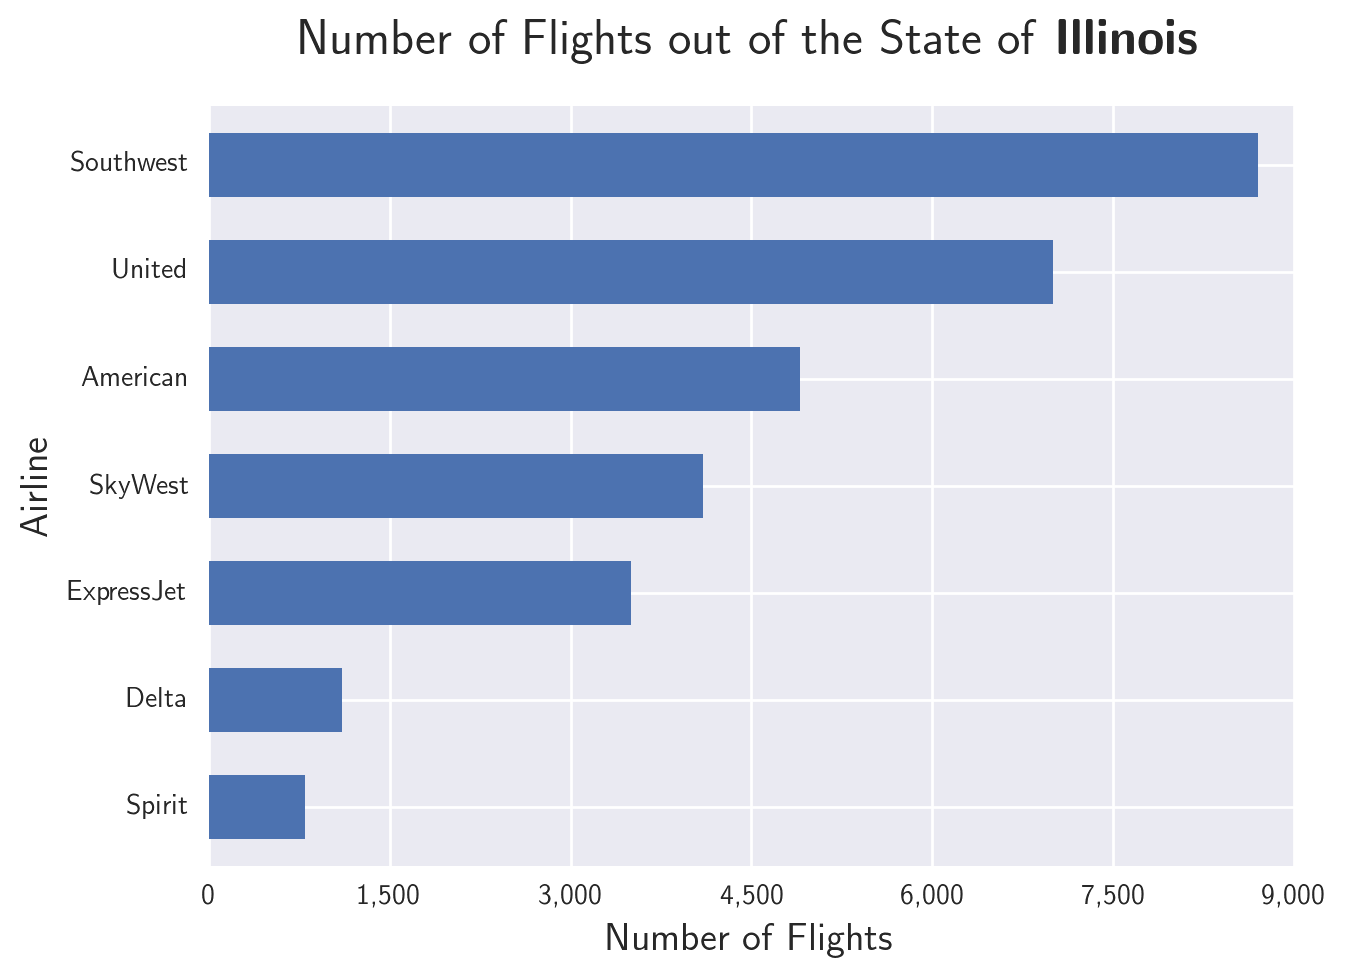 Number of Flights out of the State of Illinois
Southwest
United
American
SkyWest
ExpressJet
Delta
Spirit
Airline
0 1,500 3,000 4,500 6,000 7,500 9,000
Number of Flights